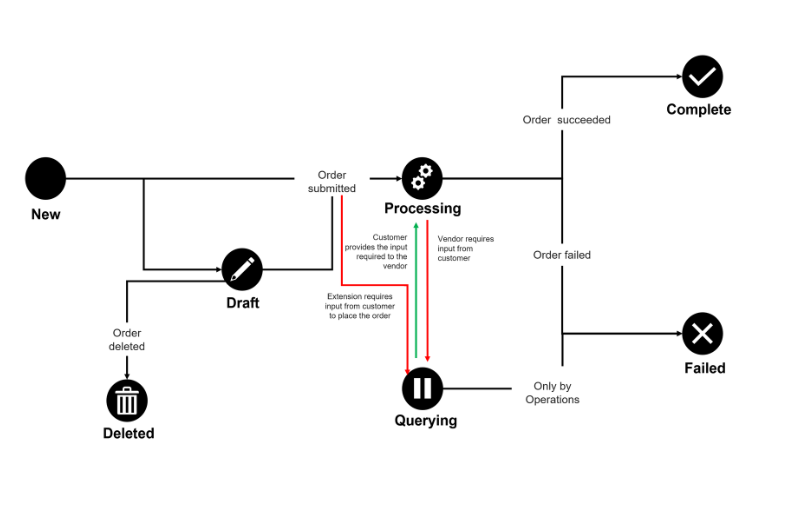 Complete
Order succeeded
Order
submitted
New
Processing
Customer
provides the input
required to the
vendor
Vendor requires
input from
customer
Order failed
Draft
Extension requires
input from customer
to place the order
Order
deleted
Failed
Only by
Operations
Querying
Deleted